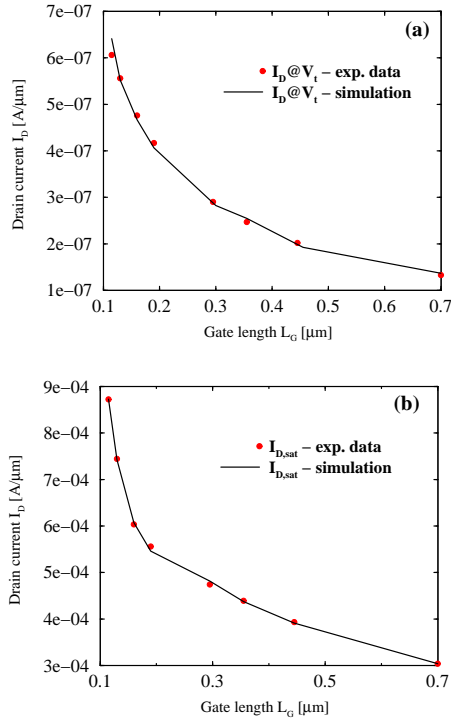 7e−07
(a)
6e−07
I_D@V_t – exp. data
I_D@V_t – simulation
5e−07
4e−07
3e−07
2e−07
1e−07
Drain current I_D [A/μm]
0.1 0.2 0.3 0.4 0.5 0.6 0.7
Gate length L_G [μm]
9e−04
(b)
8e−04
I_D,sat – exp. data
I_D,sat – simulation
7e−04
6e−04
5e−04
4e−04
3e−04
Drain current I_D [A/μm]
0.1 0.3 0.5 0.7
Gate length L_G [μm]